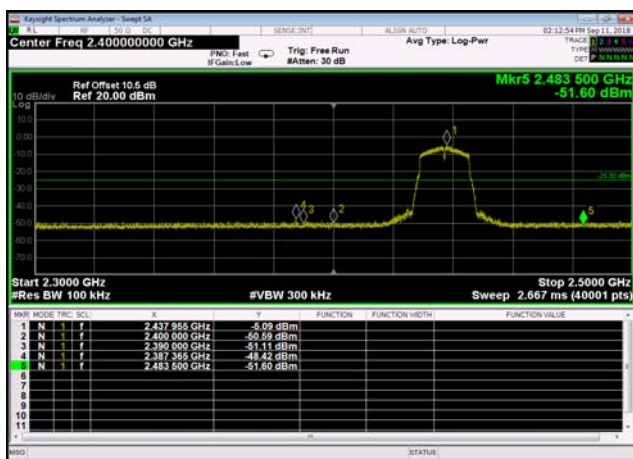 Keysight Spectrum Analyzer - Swept SA
RL RF 50 Ω DC SENSE:INT ALIGN AUTO 02:12:54 PM Sep 11, 2018
Center Freq 2.400000000 GHz
PNO: Fast
IFGain:Low
Trig: Free Run
#Atten: 30 dB
Avg Type: Log-Pwr
TRACE 1 2 3 4 5 6
TYPE
DET P N N N N N
Mkr5 2.483 500 GHz
-51.60 dBm
Ref Offset 10.5 dB
10 dB/div Ref 20.00 dBm
Log
10.0
0.00
-10.0
-20.0
-30.0
-40.0
-50.0
-60.0
-70.0
1
4
3
2
5
Start 2.3000 GHz
Stop 2.5000 GHz
#Res BW 100 kHz
#VBW 300 kHz
Sweep 2.667 ms (40001 pts)
MKR MODE TRC SCL X Y FUNCTION FUNCTION WIDTH FUNCTION VALUE
1 N 1 f 2.437 955 GHz -5.09 dBm
2 N 1 f 2.400 000 GHz -50.59 dBm
3 N 1 f 2.390 000 GHz -51.11 dBm
4 N 1 f 2.387 365 GHz -48.42 dBm
5 N 1 f 2.483 500 GHz -51.60 dBm
6
7
8
9
10
11
MSG STATUS